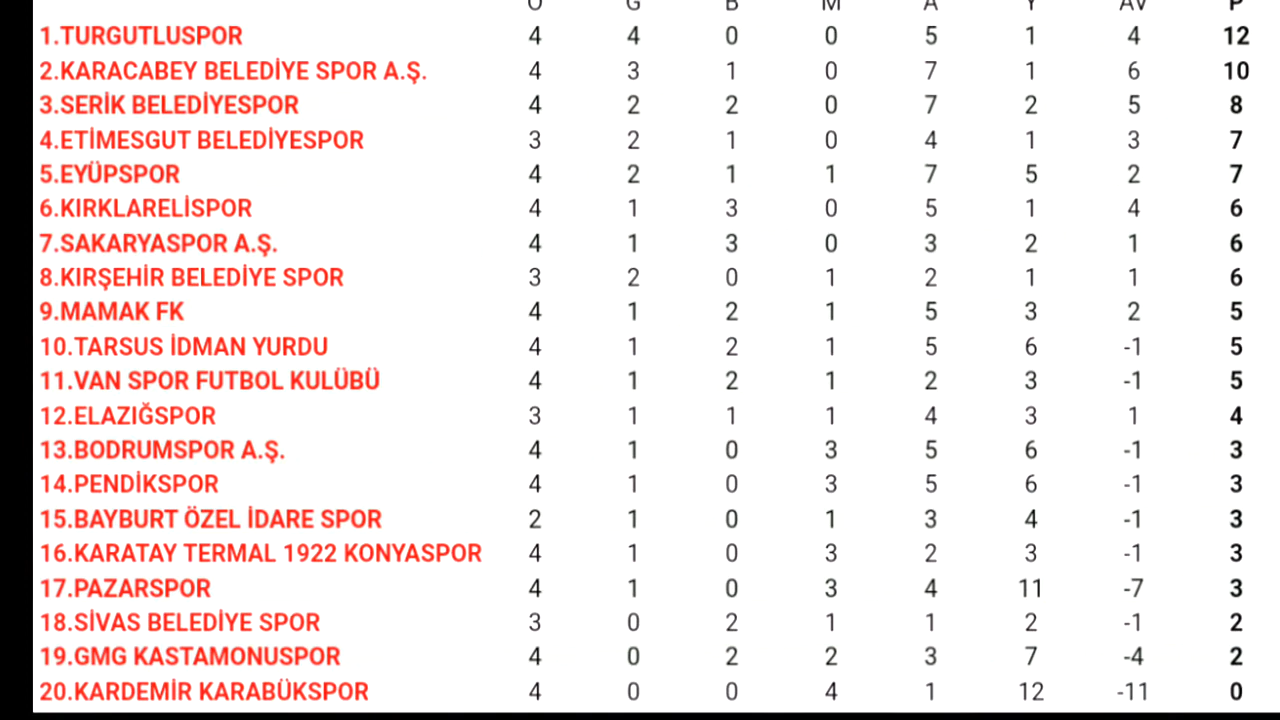 O G B M A Y AV P
1.TURGUTLUSPOR 4 4 0 0 5 1 4 12
2.KARACABEY BELEDİYE SPOR A.Ş. 4 3 1 0 7 1 6 10
3.SERİK BELEDİYESPOR 4 2 2 0 7 2 5 8
4.ETİMESGUT BELEDİYESPOR 3 2 1 0 4 1 3 7
5.EYÜPSPOR 4 2 1 1 7 5 2 7
6.KIRKLARELİSPOR 4 1 3 0 5 1 4 6
7.SAKARYASPOR A.Ş. 4 1 3 0 3 2 1 6
8.KIRŞEHİR BELEDİYE SPOR 3 2 0 1 2 1 1 6
9.MAMAK FK 4 1 2 1 5 3 2 5
10.TARSUS İDMAN YURDU 4 1 2 1 5 6 -1 5
11.VAN SPOR FUTBOL KULÜBÜ 4 1 2 1 2 3 -1 5
12.ELAZIĞSPOR 3 1 1 1 4 3 1 4
13.BODRUMSPOR A.Ş. 4 1 0 3 5 6 -1 3
14.PENDİKSPOR 4 1 0 3 5 6 -1 3
15.BAYBURT ÖZEL İDARE SPOR 2 1 0 1 3 4 -1 3
16.KARATAY TERMAL 1922 KONYASPOR 4 1 0 3 2 3 -1 3
17.PAZARSPOR 4 1 0 3 4 11 -7 3
18.SİVAS BELEDİYE SPOR 3 0 2 1 1 2 -1 2
19.GMG KASTAMONUSPOR 4 0 2 2 3 7 -4 2
20.KARDEMİR KARABÜKSPOR 4 0 0 4 1 12 -11 0